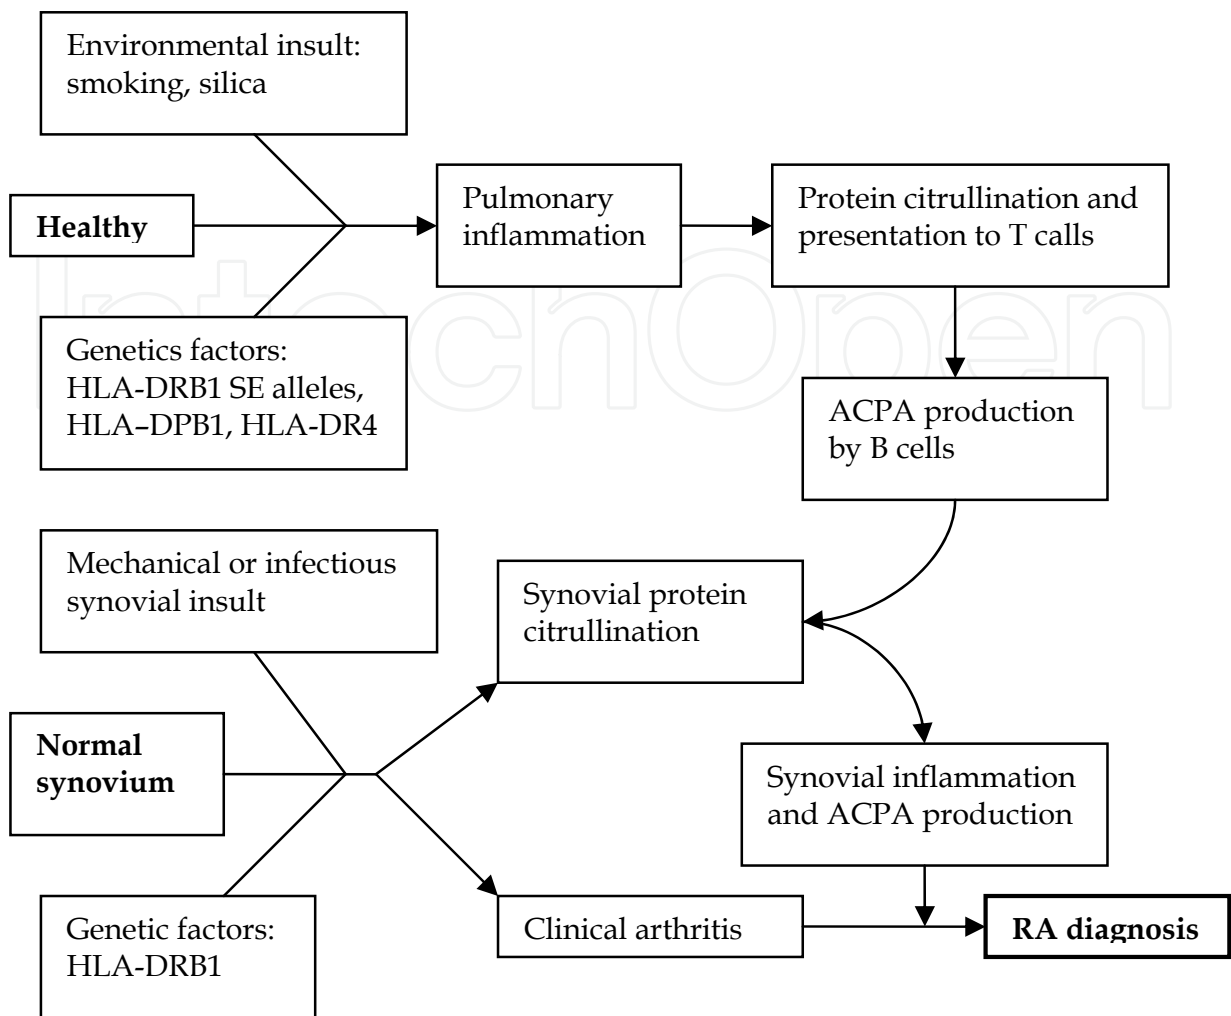 Environmental insult:
smoking, silica
Healthy
Pulmonary
inflammation
Protein citrullination and
presentation to T calls
Genetics factors:
HLA-DRB1 SE alleles,
HLA–DPB1, HLA-DR4
ACPA production
by B cells
Mechanical or infectious
synovial insult
Synovial protein
citrullination
Normal
synovium
Synovial inflammation
and ACPA production
Genetic factors:
HLA-DRB1
Clinical arthritis
RA diagnosis
IntechOpen